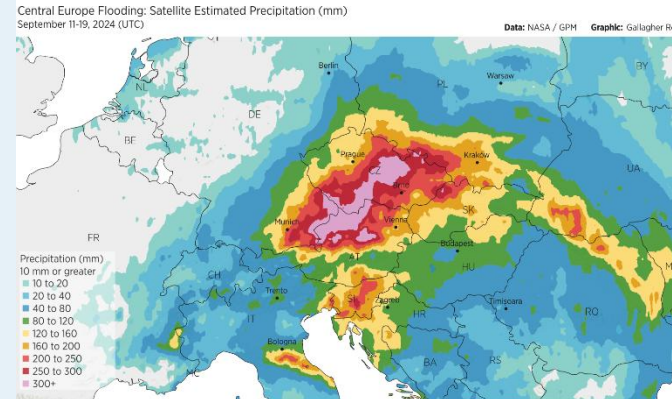 Central Europe Flooding: Satellite Estimated Precipitation (mm)
September 11-19, 2024 (UTC)
Data: NASA / GPM Graphic: Gallagher Re
Berlin
Warsaw
BY
NL
PL
DE
BF
Prague
Kraków
UA
Brno
FR
Munich
Vienna
SK
Budapest
AT
HU
CH
Trento
SI
Zagreb
Timisoara
RO
HR
IT
Bologna
BA
RS
Precipitation (mm)
10 mm or greater
10 to 20
20 to 40
40 to 80
80 to 120
120 to 160
160 to 200
200 to 250
250 to 300
300+